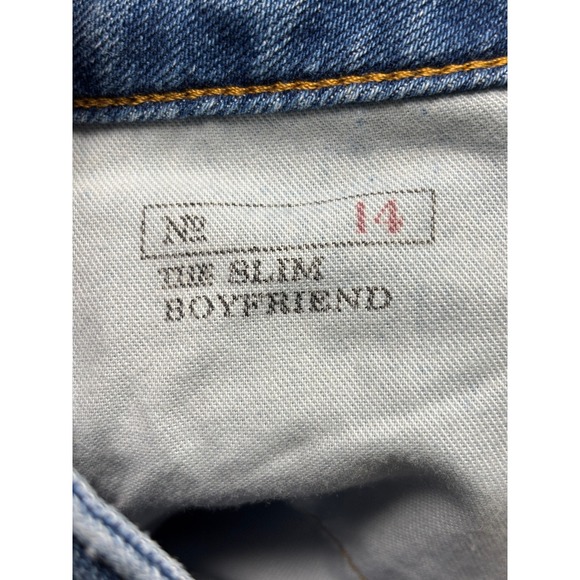 № 14
THE SLIM
BOYFRIEND